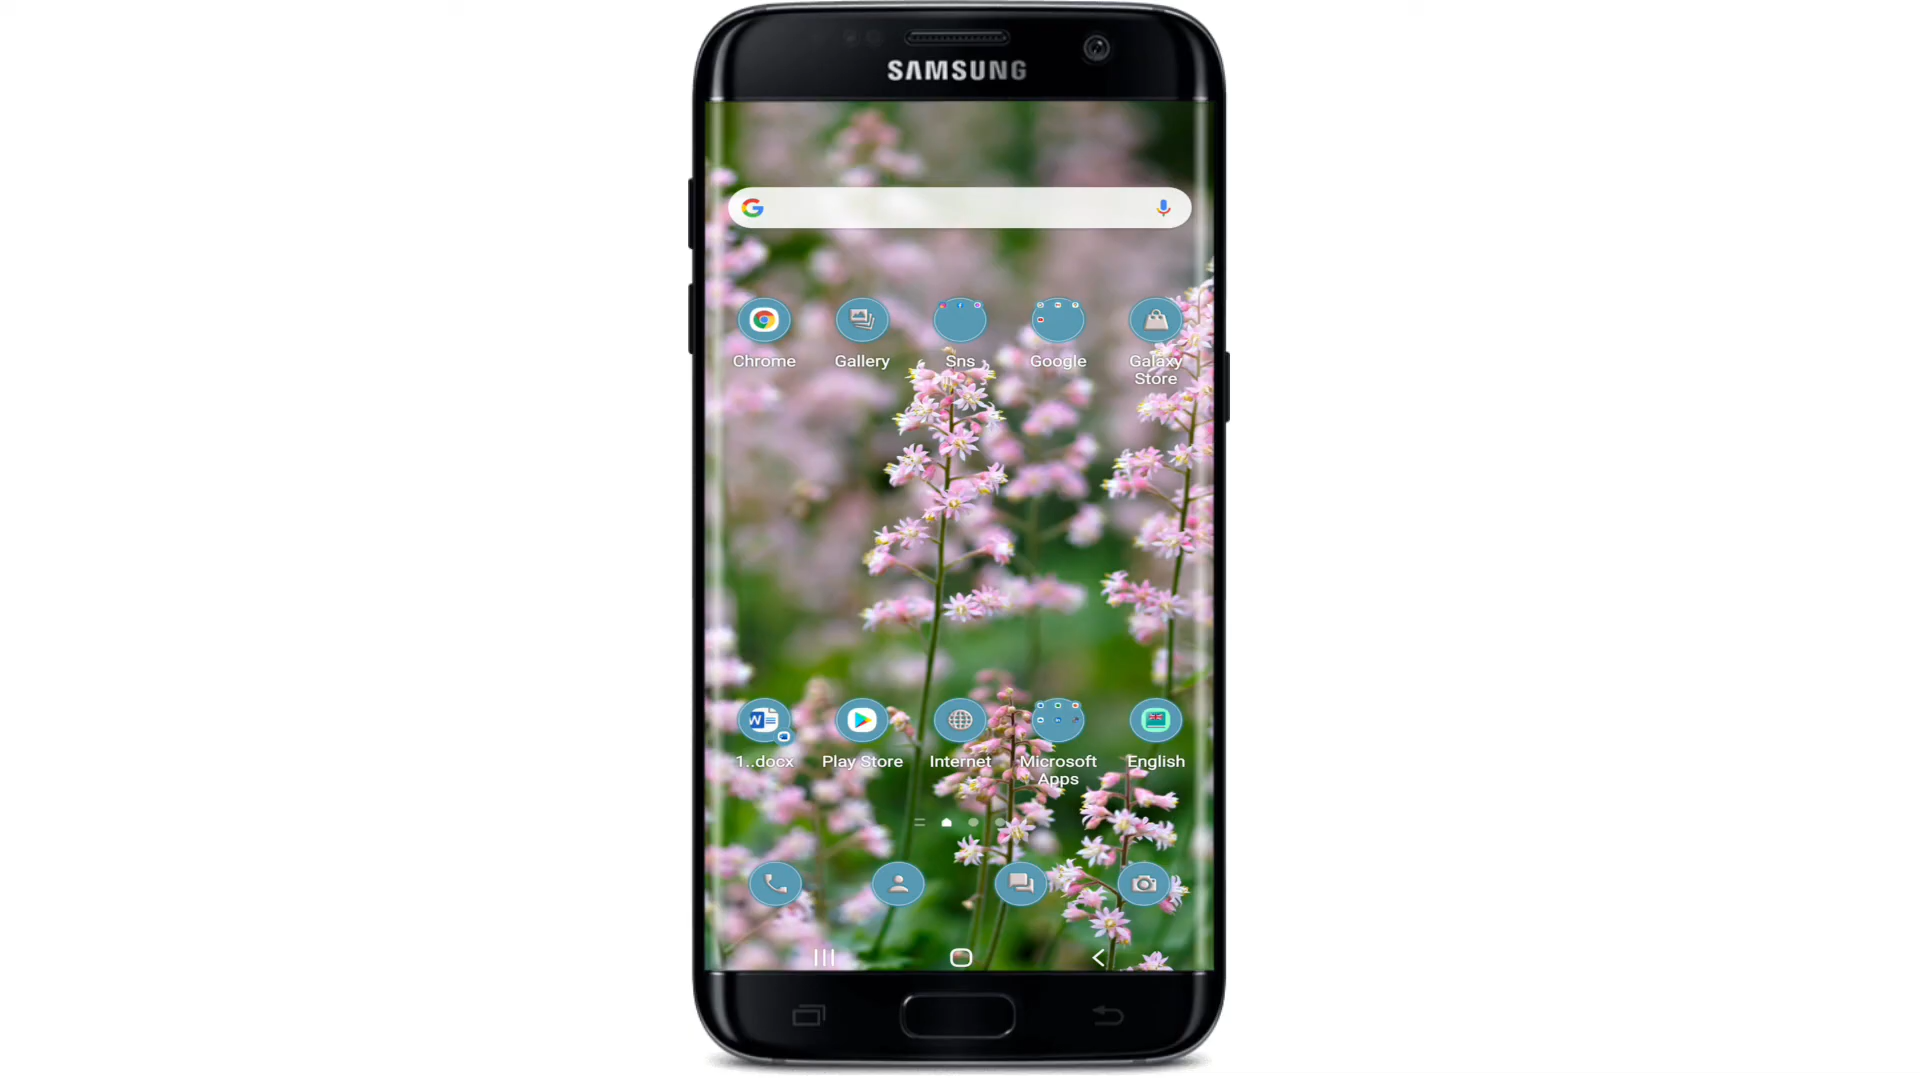 SAMSUNG
Chrome
Gallery
Sns
Google
Galaxy
Store
1..docx
Play Store
Internet
Microsoft
Apps
English